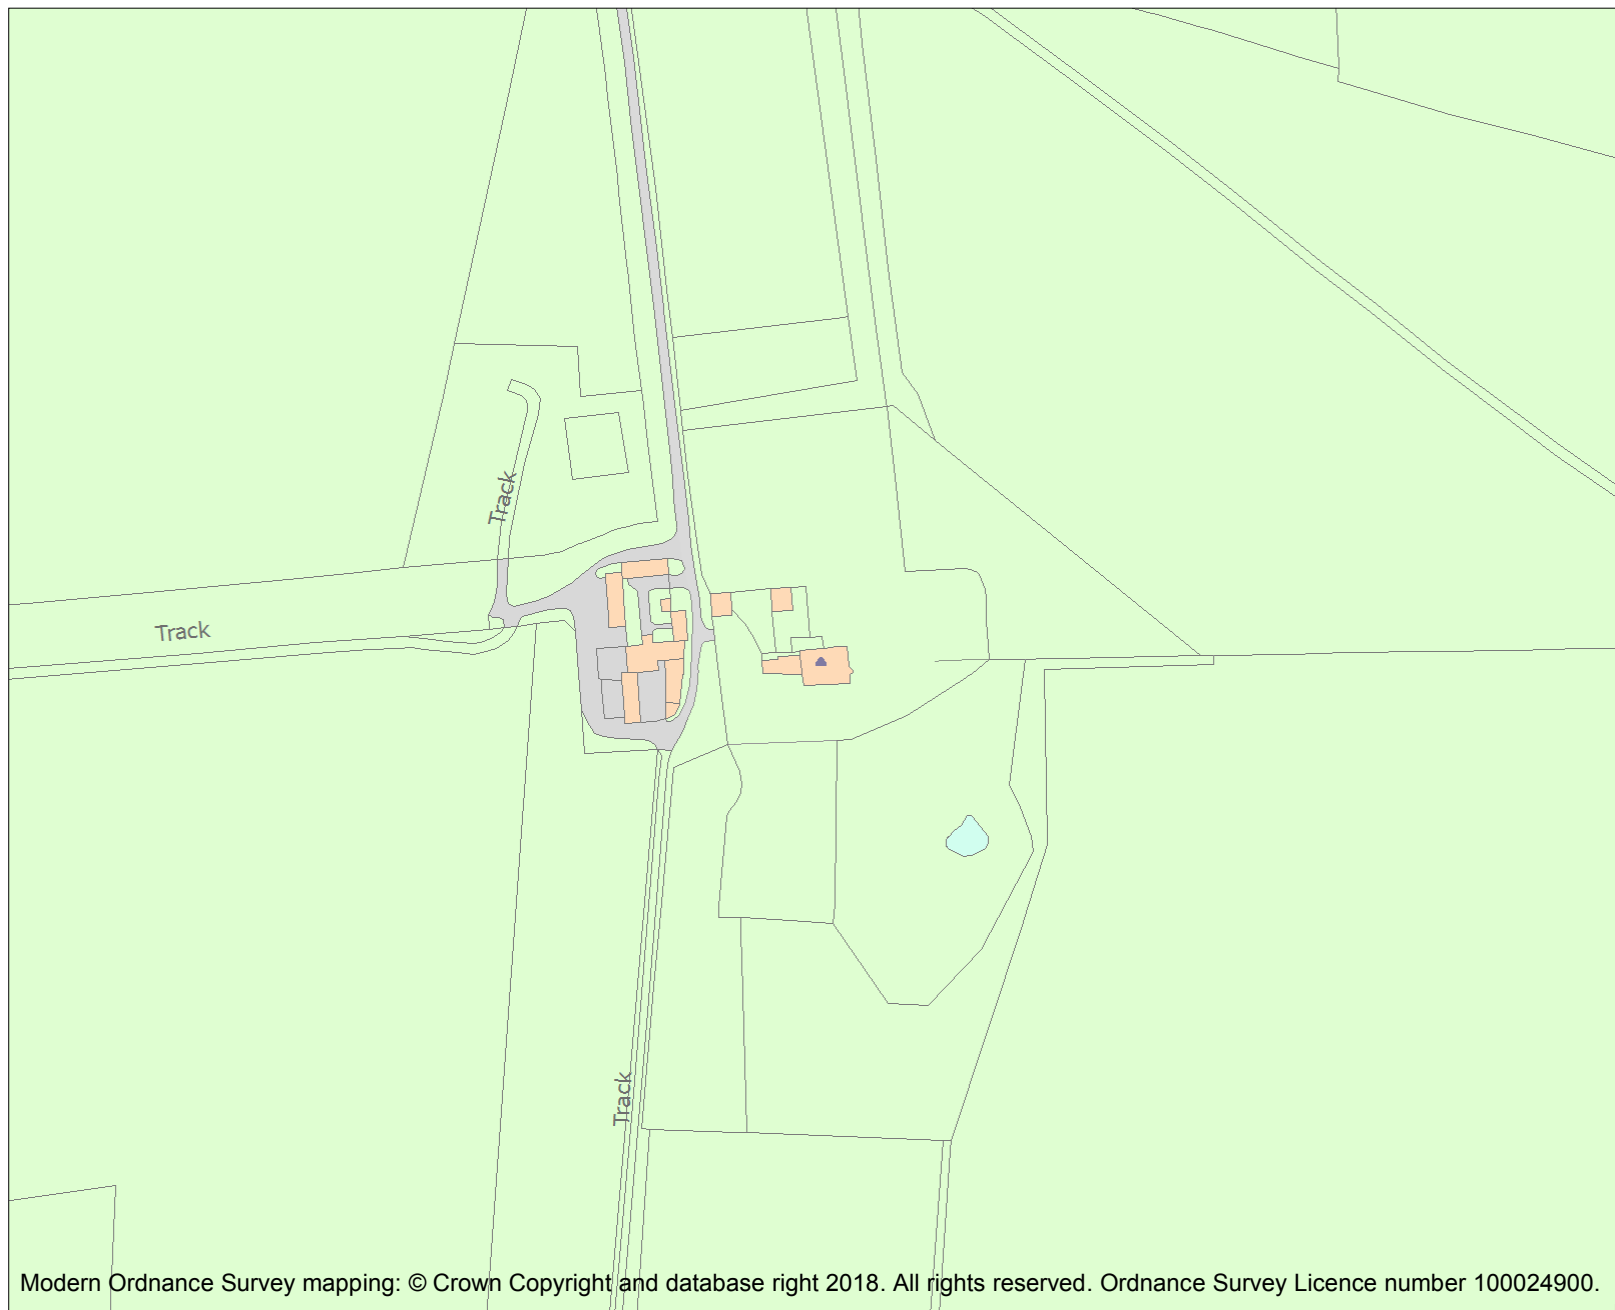 Track
Track
Track
Modern Ordnance Survey mapping: © Crown Copyright and database right 2018. All rights reserved. Ordnance Survey Licence number 100024900.